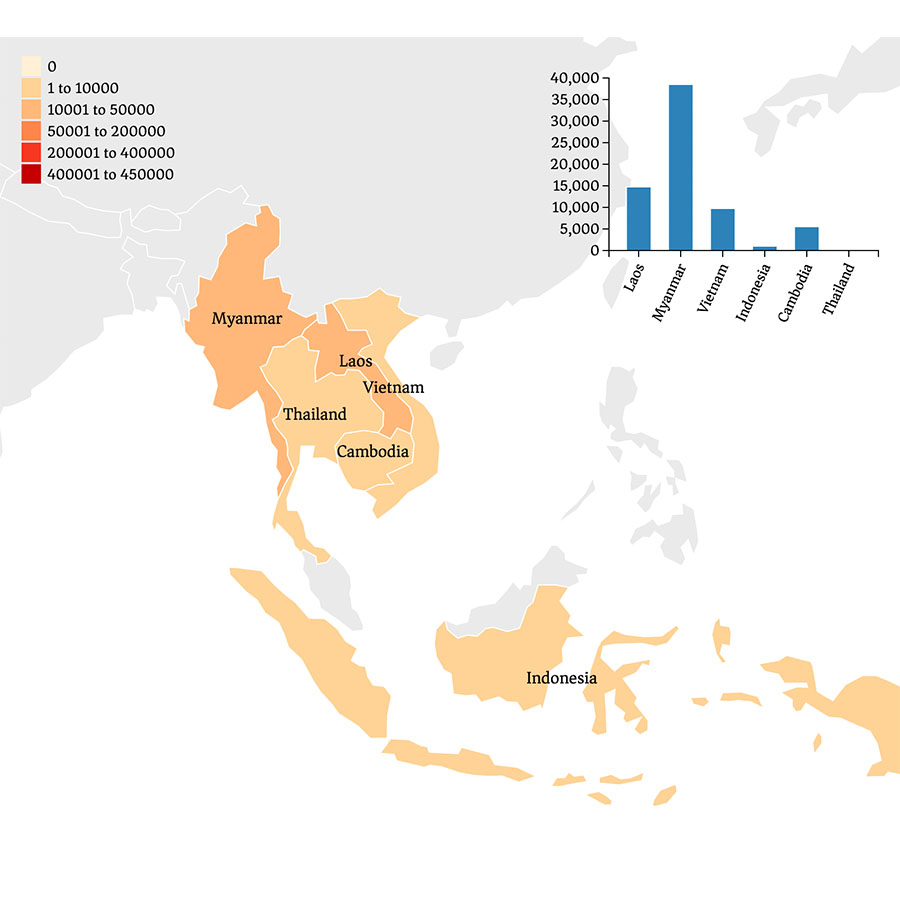 0
1 to 10000
10001 to 50000
50001 to 200000
200001 to 400000
400001 to 450000
40,000
35,000
30,000
25,000
20,000
15,000
10,000
5,000
0
Laos
Myanmar
Vietnam
Indonesia
Cambodia
Thailand
Myanmar
Laos
Vietnam
Thailand
Cambodia
Indonesia